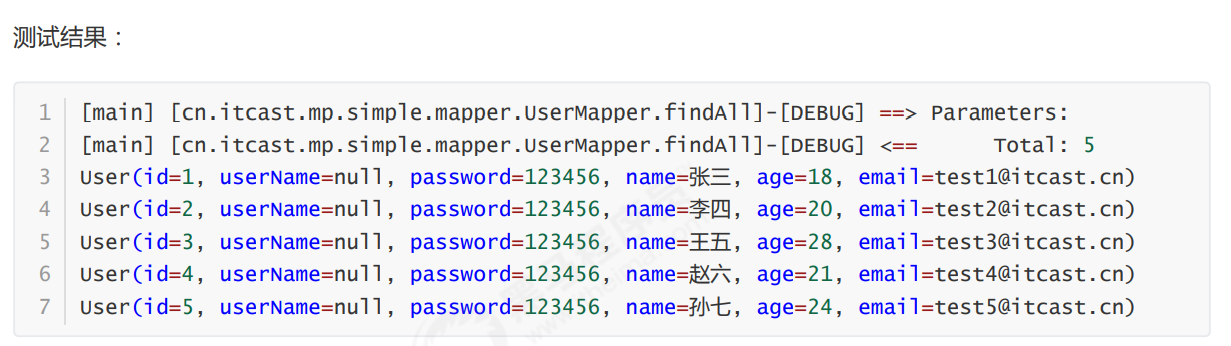 测试结果：
1 [main] [cn.itcast.mp.simple.mapper.UserMapper.findAll]-[DEBUG] ==> Parameters:
2 [main] [cn.itcast.mp.simple.mapper.UserMapper.findAll]-[DEBUG] <==      Total: 5
3 User(id=1, userName=null, password=123456, name=张三, age=18, email=test1@itcast.cn)
4 User(id=2, userName=null, password=123456, name=李四, age=20, email=test2@itcast.cn)
5 User(id=3, userName=null, password=123456, name=王五, age=28, email=test3@itcast.cn)
6 User(id=4, userName=null, password=123456, name=赵六, age=21, email=test4@itcast.cn)
7 User(id=5, userName=null, password=123456, name=孙七, age=24, email=test5@itcast.cn)